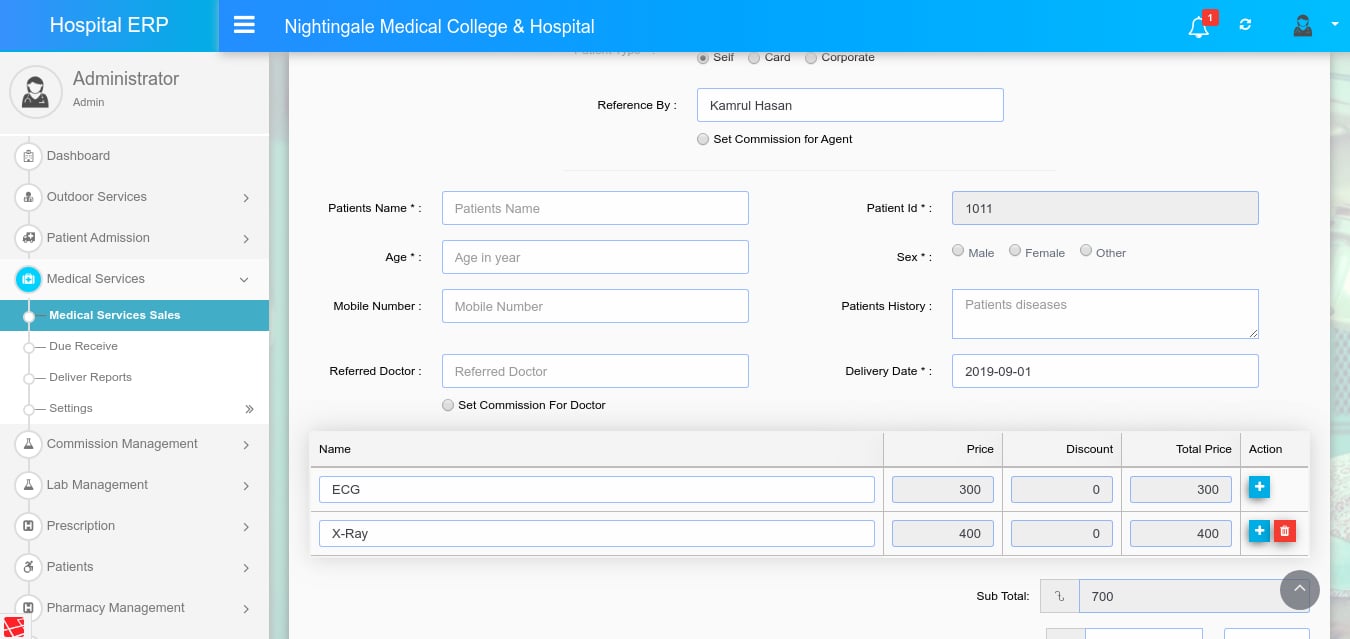 Hospital ERP
Nightingale Medical College & Hospital
1
Administrator
Admin
Dashboard
Outdoor Services
Patient Admission
Medical Services
Medical Services Sales
Due Receive
Deliver Reports
Settings
Commission Management
Lab Management
Prescription
Patients
Pharmacy Management
Patient Type * :
Self Card Corporate
Reference By : Kamrul Hasan
Set Commission for Agent
Patients Name * : Patients Name Patient Id * : 1011
Age * : Age in year Sex * : Male Female Other
Mobile Number : Mobile Number Patients History : Patients diseases
Referred Doctor : Referred Doctor Delivery Date * : 2019-09-01
Set Commission For Doctor
Name Price Discount Total Price Action
ECG 300 0 300
X-Ray 400 0 400
Sub Total: 700